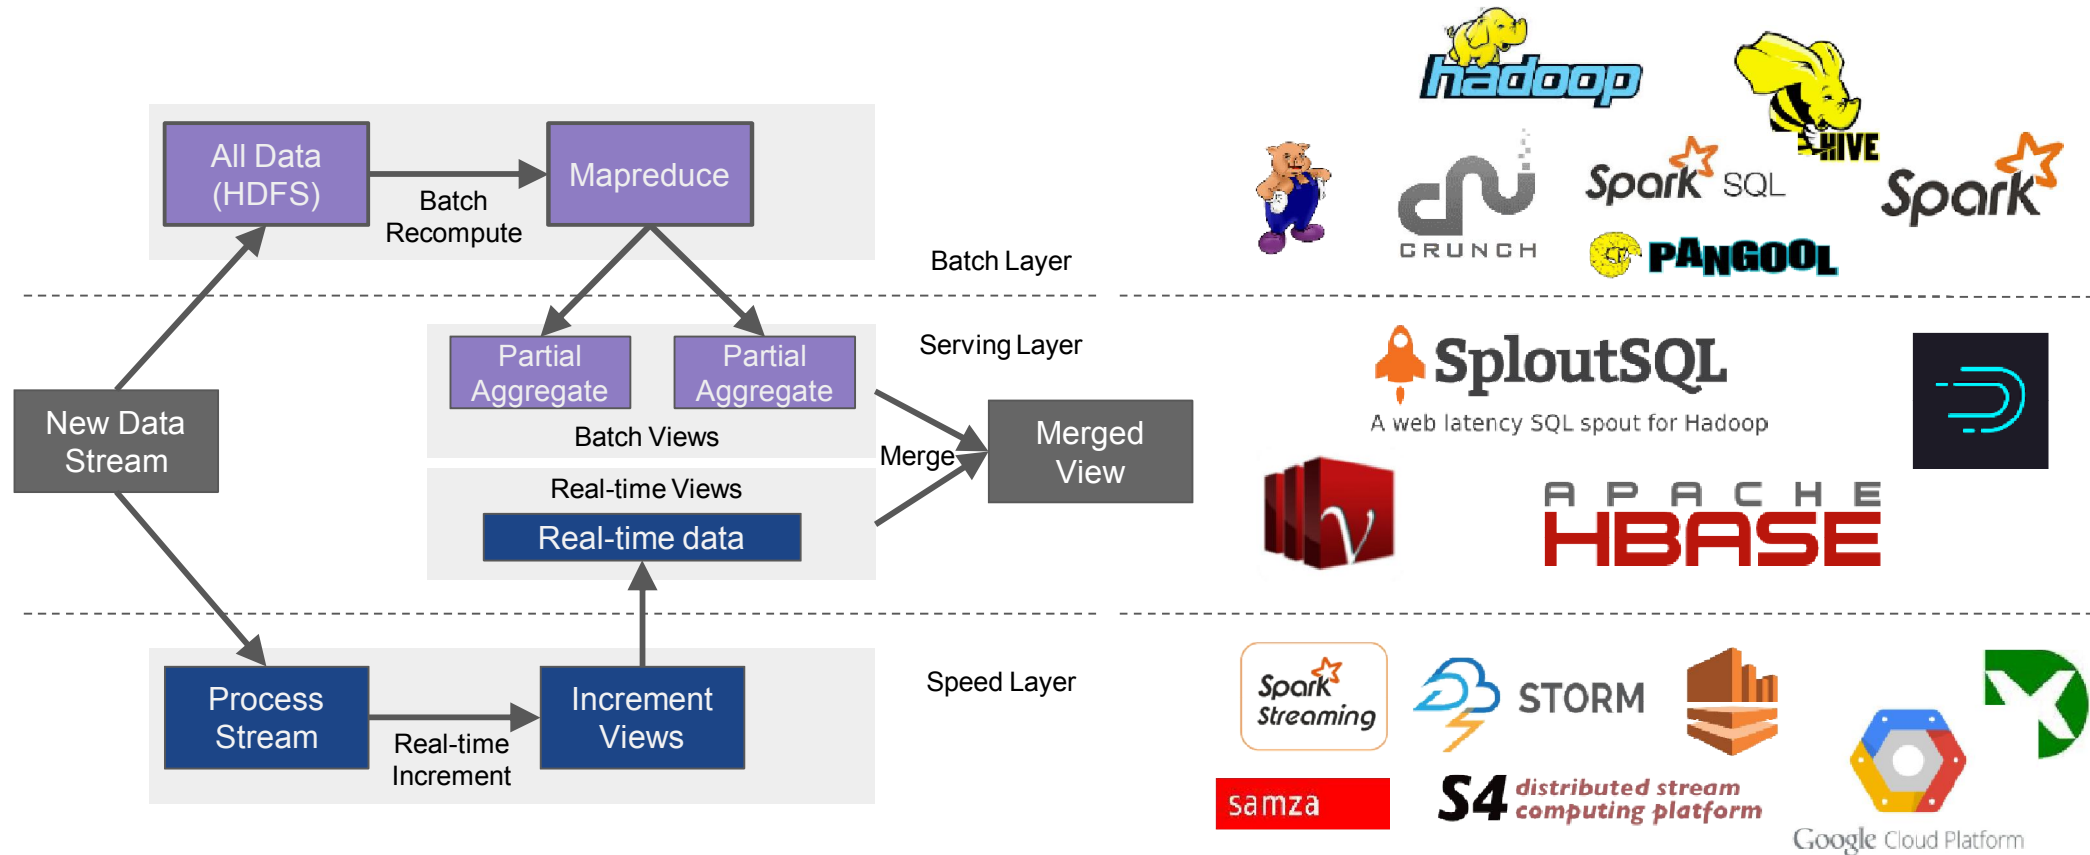 All Data
(HDFS)
Batch
Recompute
Mapreduce
Batch Layer
Partial
Aggregate
Partial
Aggregate
Batch Views
Serving Layer
New Data
Stream
Merge
Merged
View
Real-time Views
Real-time data
Process
Stream
Real-time
Increment
Increment
Views
Speed Layer
hadoop
HIVE
CRUNCH
Spark SQL
Spark
PANGOOL
SploutSQL
A web latency SQL spout for Hadoop
V
APACHE
HBASE
Spark
Streaming
STORM
samza
S4 distributed stream
computing platform
Google Cloud Platform